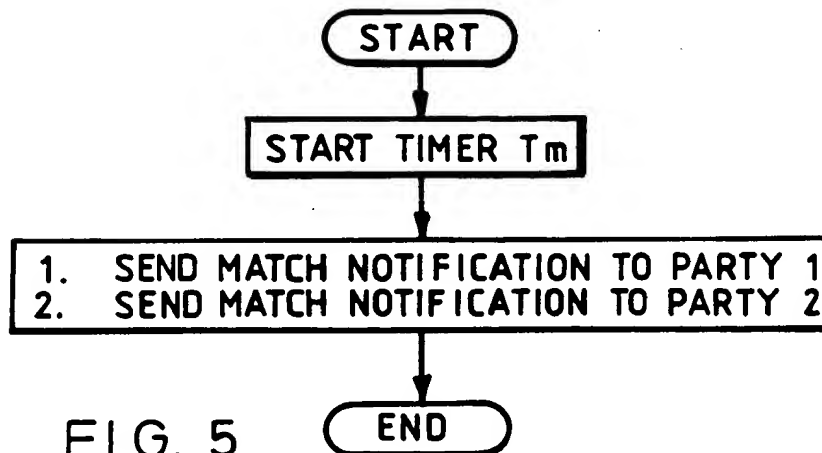 START
START TIMER Tm
1. SEND MATCH NOTIFICATION TO PARTY 1
2. SEND MATCH NOTIFICATION TO PARTY 2
END
FIG. 5